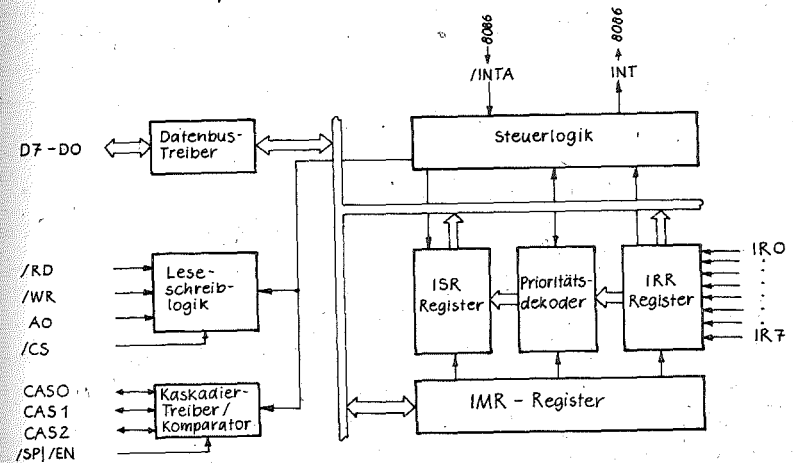 8086
8086
/INTA
INT
D7-D0
Datenbus-
Treiber
Steuerlogik
/RD
/WR
A0
/CS
Lese-
schreib-
logik
ISR
Register
Prioritäts-
dekoder
IRR
Register
IR0
IR7
CAS0
CAS1
CAS2
/SP|/EN
Kaskadier-
Treiber/
Komparator
IMR - Register